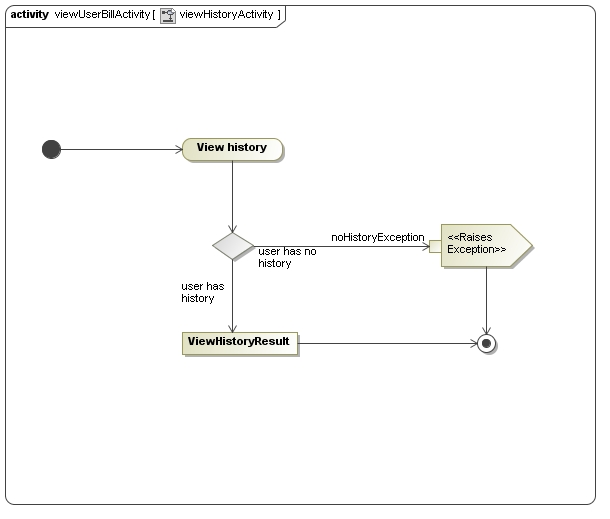 activity viewUserBillActivity [ viewHistoryActivity ]
View history
noHistoryException
<<Raises
Exception>>
user has no
history
user has
history
ViewHistoryResult